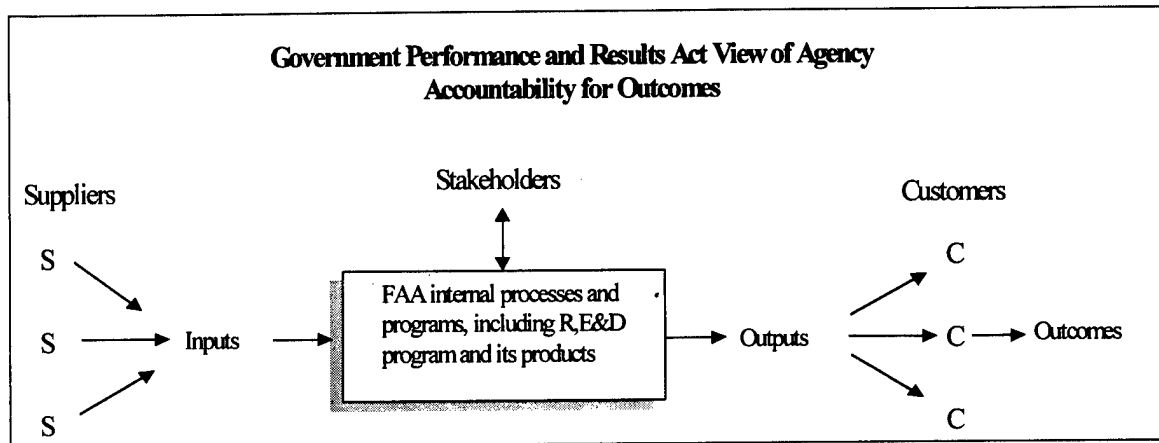 Government Performance and Results Act View of Agency
Accountability for Outcomes
Stakeholders
Suppliers
Customers
S
C
FAA internal processes and
programs, including R,E&D
program and its products
S
Inputs
Outputs
C
Outcomes
S
C